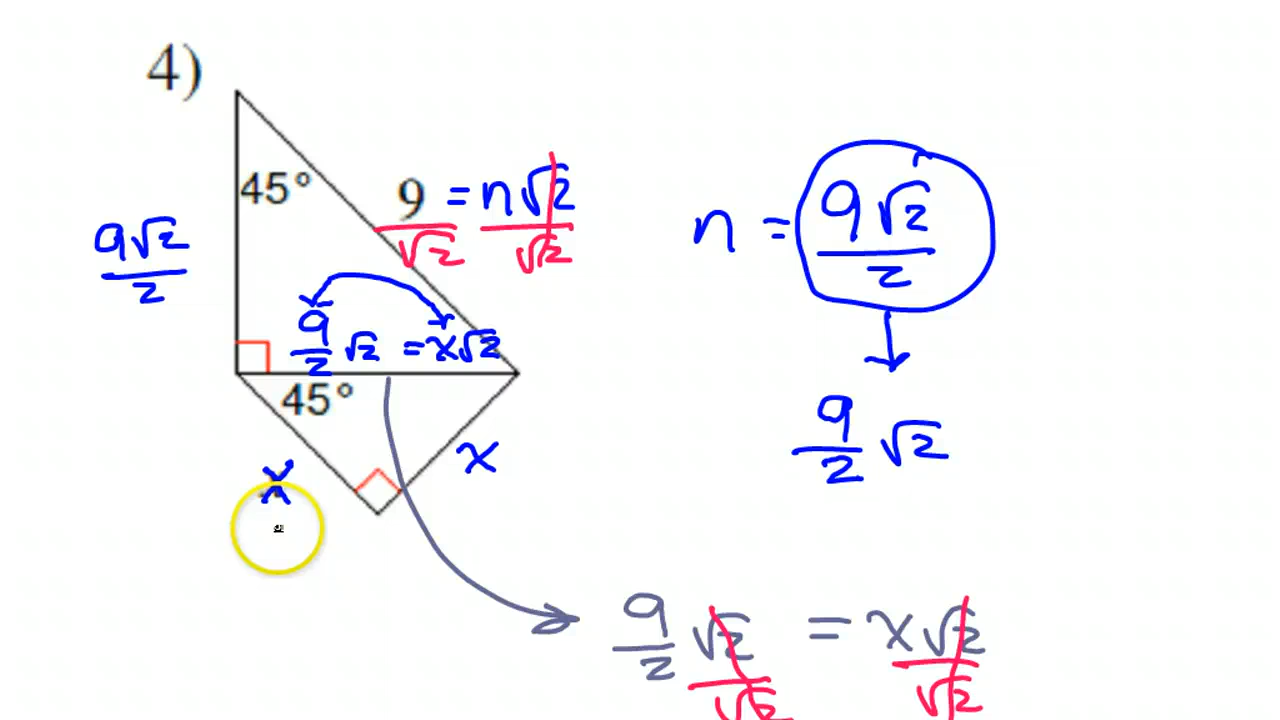 4)
45°
9 = n√2
√2 √2
9√2
2
n = 9√2
2
9
2 √2 = x√2
45°
9
2 √2
x
x
9
2 √2 = x√2
√2 √2